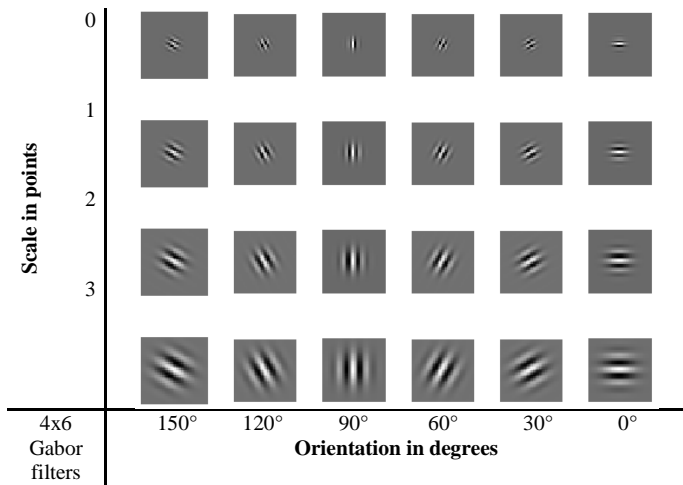 0
1
Scale in points
2
3
4x6
Gabor
filters
150° 120° 90° 60° 30° 0°
Orientation in degrees